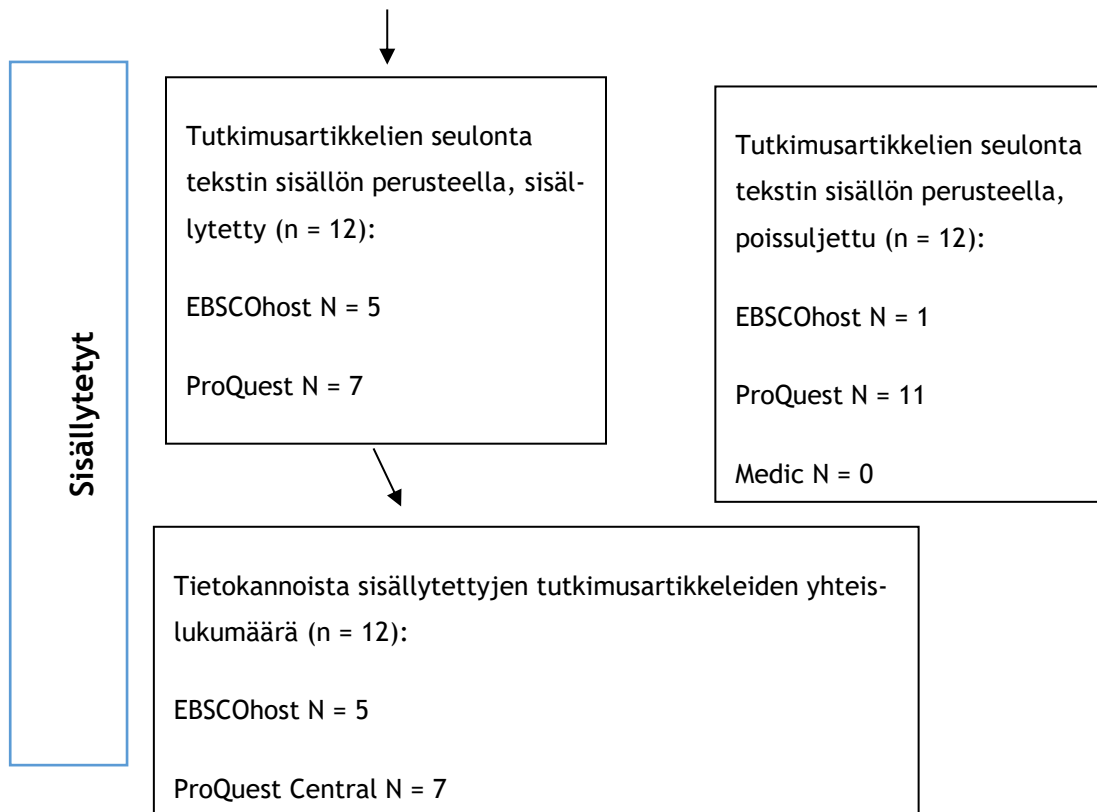 Sisällytetyt
Tutkimusartikkelien seulonta
tekstin sisällön perusteella, sisäl-
lytetty (n = 12):
EBSCOhost N = 5
ProQuest N = 7
Tutkimusartikkelien seulonta
tekstin sisällön perusteella,
poissuljettu (n = 12):
EBSCOhost N = 1
ProQuest N = 11
Medic N = 0
Tietokannoista sisällytettyjen tutkimusartikkeleiden yhteis-
lukumäärä (n = 12):
EBSCOhost N = 5
ProQuest Central N = 7